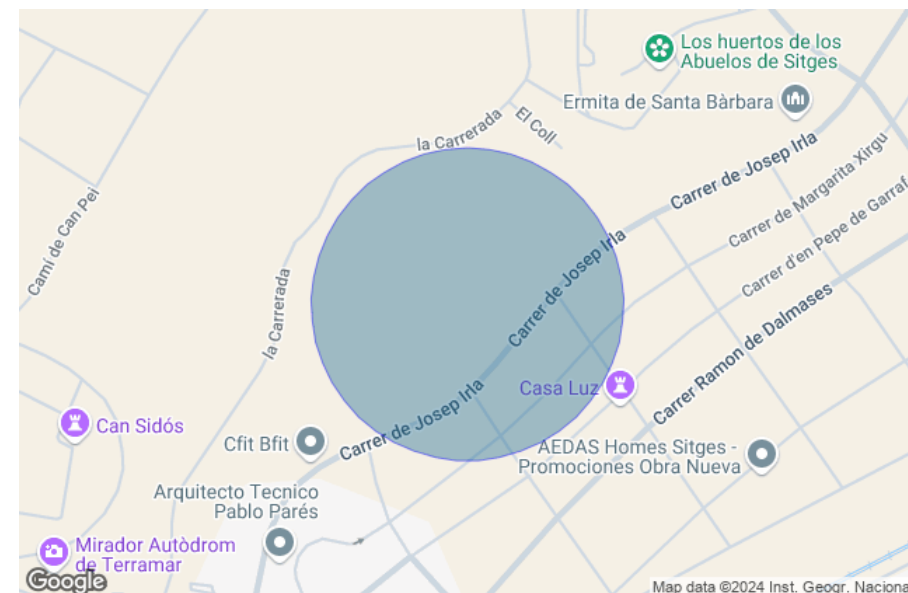 Los huertos de los
Abuelos de Sitges
Ermita de Santa Bàrbara
la Carrerada
El Coll
Carrer de Josep Irla
Carrer de Margarita Xirgu
Camí de Can Pei
Carrer d'en Pepe de Garraf
Carrer de Josep Irla
la Carrerada
Carrer Ramon de Dalmases
Casa Luz
Carrer de Josep Irla
Can Sidós
Cfit Bfit
AEDAS Homes Sitges -
Promociones Obra Nueva
Arquitecto Tecnico
Pablo Parés
Mirador Autòdrom
de Terramar
Google
Map data ©2024 Inst. Geogr. Naciona